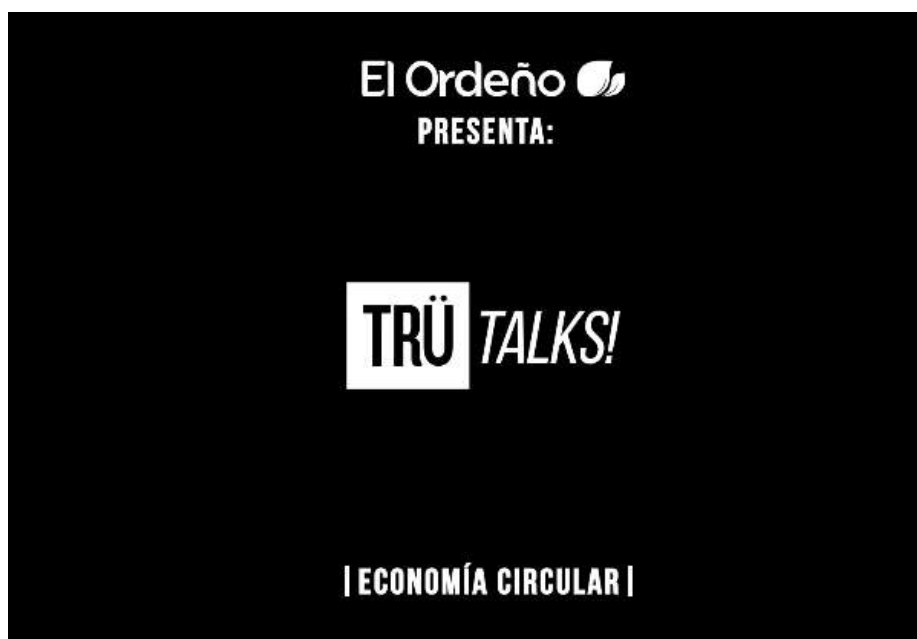 El Ordeño
PRESENTA:
TRÜ TALKS!
| ECONOMÍA CIRCULAR |